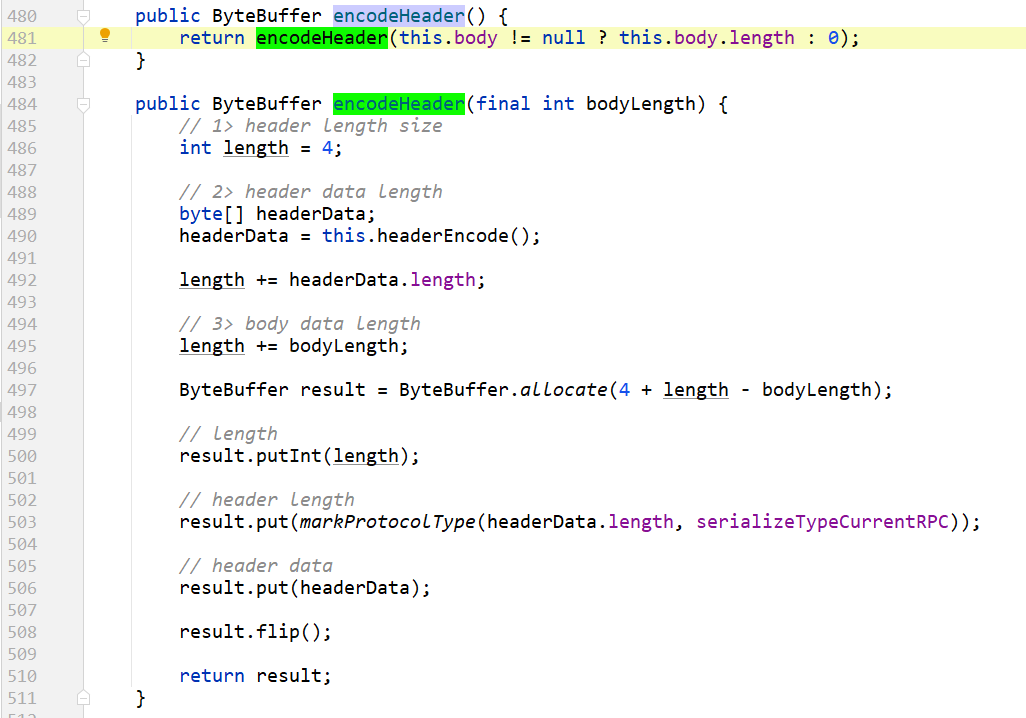 480 public ByteBuffer encodeHeader() {
481 return encodeHeader(this.body != null ? this.body.length : 0);
482 }
483
484 public ByteBuffer encodeHeader(final int bodyLength) {
485 // 1> header length size
486 int length = 4;
487
488 // 2> header data length
489 byte[] headerData;
490 headerData = this.headerEncode();
491
492 length += headerData.length;
493
494 // 3> body data length
495 length += bodyLength;
496
497 ByteBuffer result = ByteBuffer.allocate(4 + length - bodyLength);
498
499 // length
500 result.putInt(length);
501
502 // header length
503 result.put(markProtocolType(headerData.length, serializeTypeCurrentRPC));
504
505 // header data
506 result.put(headerData);
507
508 result.flip();
509
510 return result;
511 }